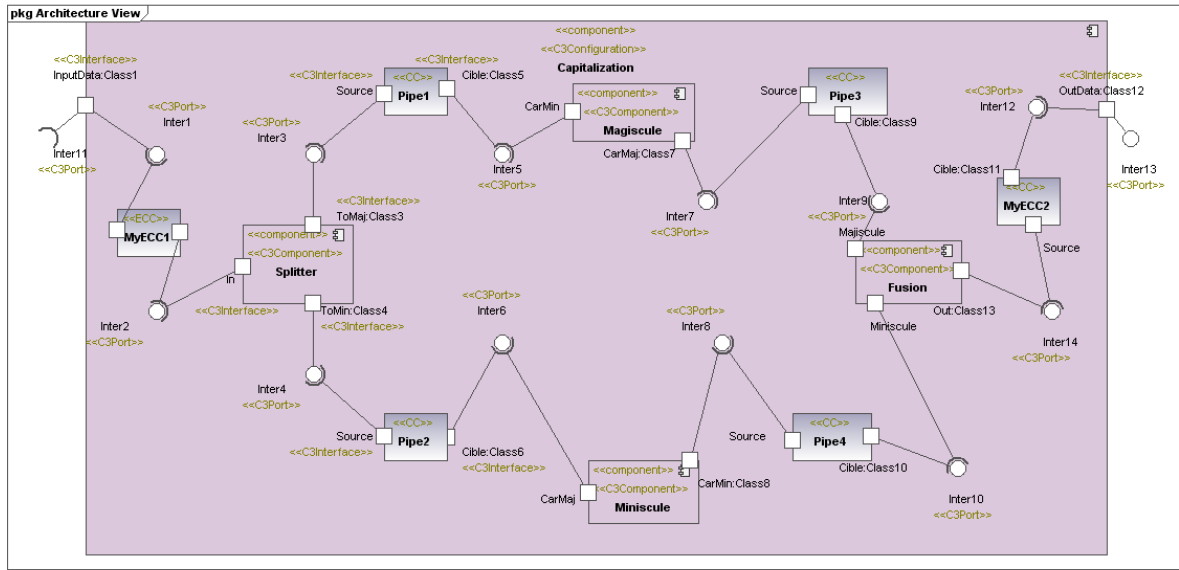 pkg Architecture View
<<component>>
<<C3Configuration>>
Capitalization
<<C3Interface>>
InputData:Class1
<<C3Port>>
Inter1
Inter11
<<C3Port>>
<<ECC>>
MyECC1
Inter2
<<C3Port>>
<<C3Interface>>
In
<<component>>
<<C3Component>>
Splitter
<<C3Interface>>
ToMaj:Class3
ToMin:Class4
<<C3Interface>>
<<C3Port>>
Inter3
<<C3Interface>>
Source
<<CC>>
Pipe1
<<C3Interface>>
Cible:Class5
Inter5
<<C3Port>>
CarMin
<<component>>
<<C3Component>>
Magiscule
CarMaj:Class7
Inter7
<<C3Port>>
Source
<<CC>>
Pipe3
Cible:Class9
Inter9
<<C3Port>>
Majiscule
<<component>>
<<C3Component>>
Fusion
Miniscule
Out:Class13
Inter4
<<C3Port>>
Source
<<C3Interface>>
<<CC>>
Pipe2
Cible:Class6
<<C3Interface>>
<<C3Port>>
Inter6
CarMaj
<<component>>
<<C3Component>>
Miniscule
CarMin:Class8
<<C3Port>>
Inter8
Source
<<CC>>
Pipe4
Cible:Class10
Inter10
<<C3Port>>
Inter14
<<C3Port>>
Source
<<CC>>
MyECC2
Cible:Class11
<<C3Port>>
Inter12
<<C3Interface>>
OutData:Class12
Inter13
<<C3Port>>